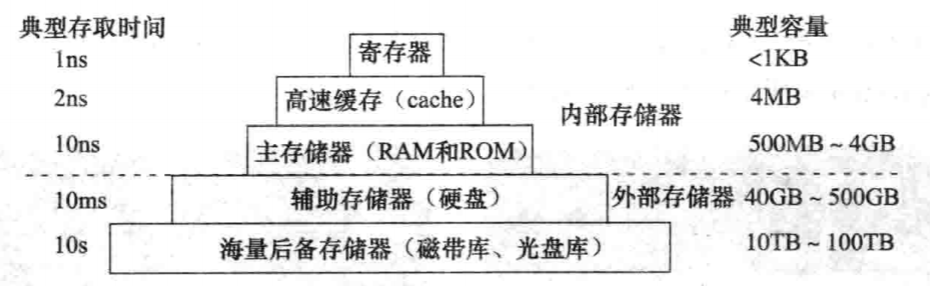 典型存取时间 典型容量
1ns 寄存器 <1KB
2ns 高速缓存（cache） 4MB
内部存储器
10ns 主存储器（RAM和ROM） 500MB～4GB
10ms 辅助存储器（硬盘） 外部存储器 40GB～500GB
10s 海量后备存储器（磁带库、光盘库） 10TB～100TB